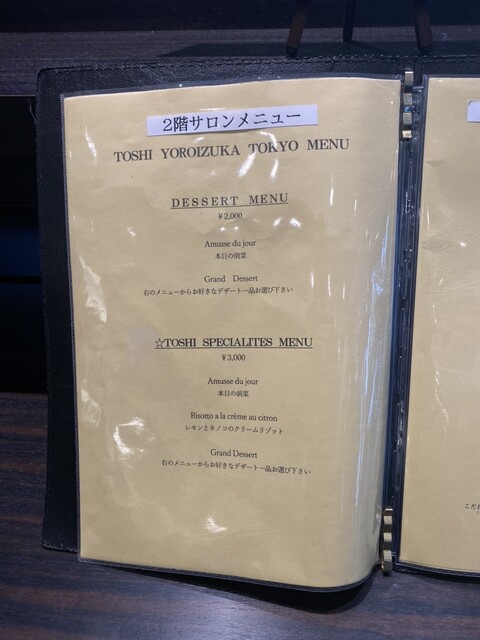 2階サロンメニュー
TOSHI YOROIZUKA TOKYO MENU
DESSERT MENU
¥2,000
Amusse du jour
本日の前菜
Grand Dessert
右のメニューからお好きなデザート一品お選び下さい
☆TOSHI SPECIALITES MENU
¥3,000
Amusse du jour
本日の前菜
Risotto a la crème au citron
レモンとキノコのクリームリゾット
Grand Dessert
右のメニューからお好きなデザート一品お選び下さい
こだわ